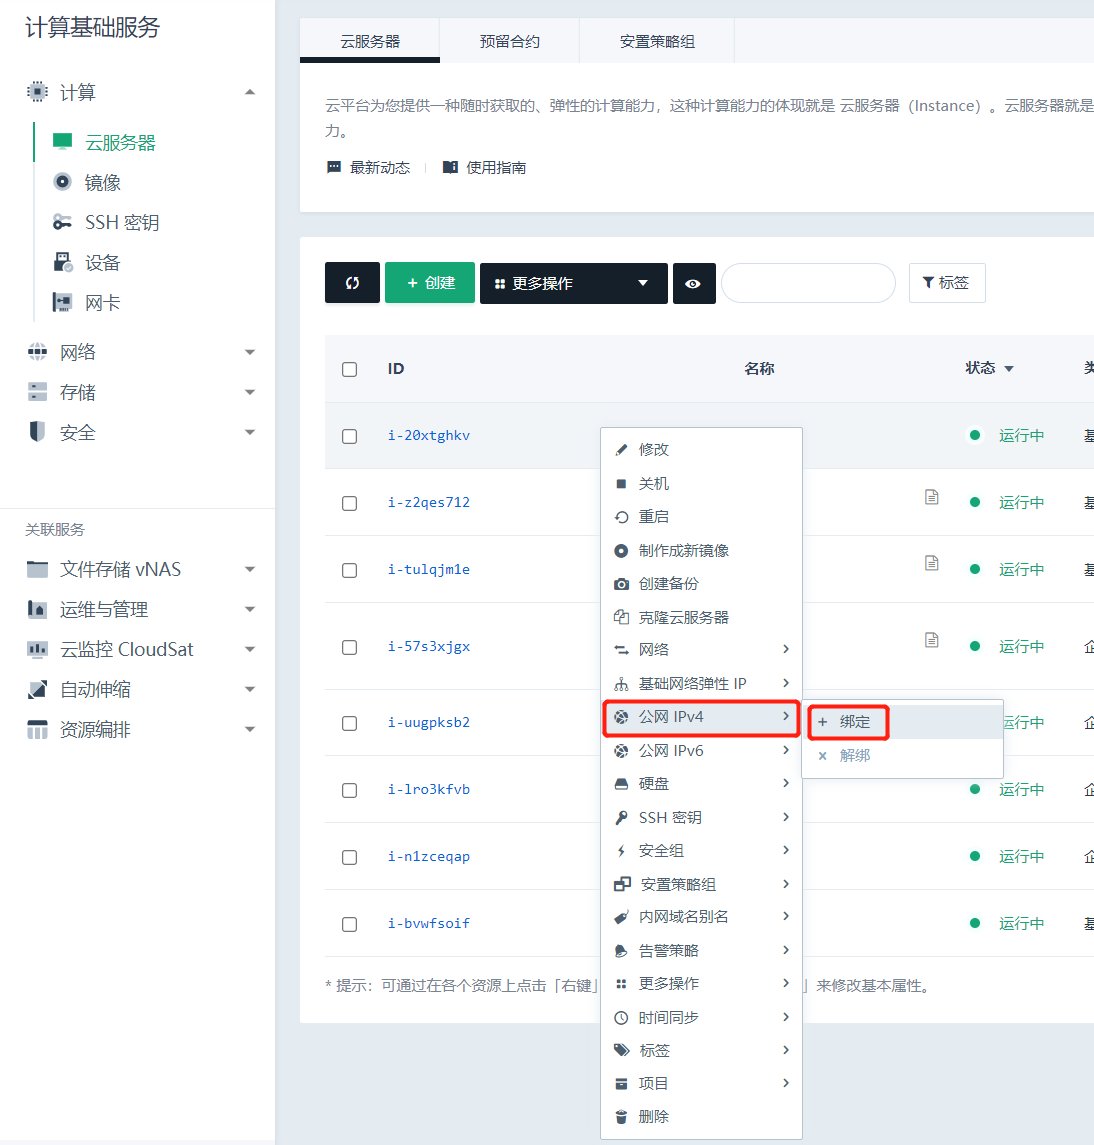 计算基础服务
计算
云服务器
镜像
SSH 密钥
设备
网卡
网络
存储
安全
关联服务
文件存储 vNAS
运维与管理
云监控 CloudSat
自动伸缩
资源编排
云服务器 预留合约 安置策略组
云平台为您提供一种随时获取的、弹性的计算能力，这种计算能力的体现就是 云服务器（Instance）。云服务器就是
力。
最新动态 使用指南
+ 创建 更多操作 标签
ID 名称 状态
i-20xtghkv 运行中
i-z2qes712 运行中
i-tulqjm1e 运行中
i-57s3xjgx 运行中
i-uugpksb2 行中
i-lro3kfvb 运行中
i-n1zceqap 运行中
i-bvwfsoif 运行中
* 提示：可通过在各个资源上点击「右键」 」来修改基本属性。
修改
关机
重启
制作成新镜像
创建备份
克隆云服务器
网络
基础网络弹性 IP
公网 IPv4
公网 IPv6
硬盘
SSH 密钥
安全组
安置策略组
内网域名别名
告警策略
更多操作
时间同步
标签
项目
删除
+ 绑定
× 解绑